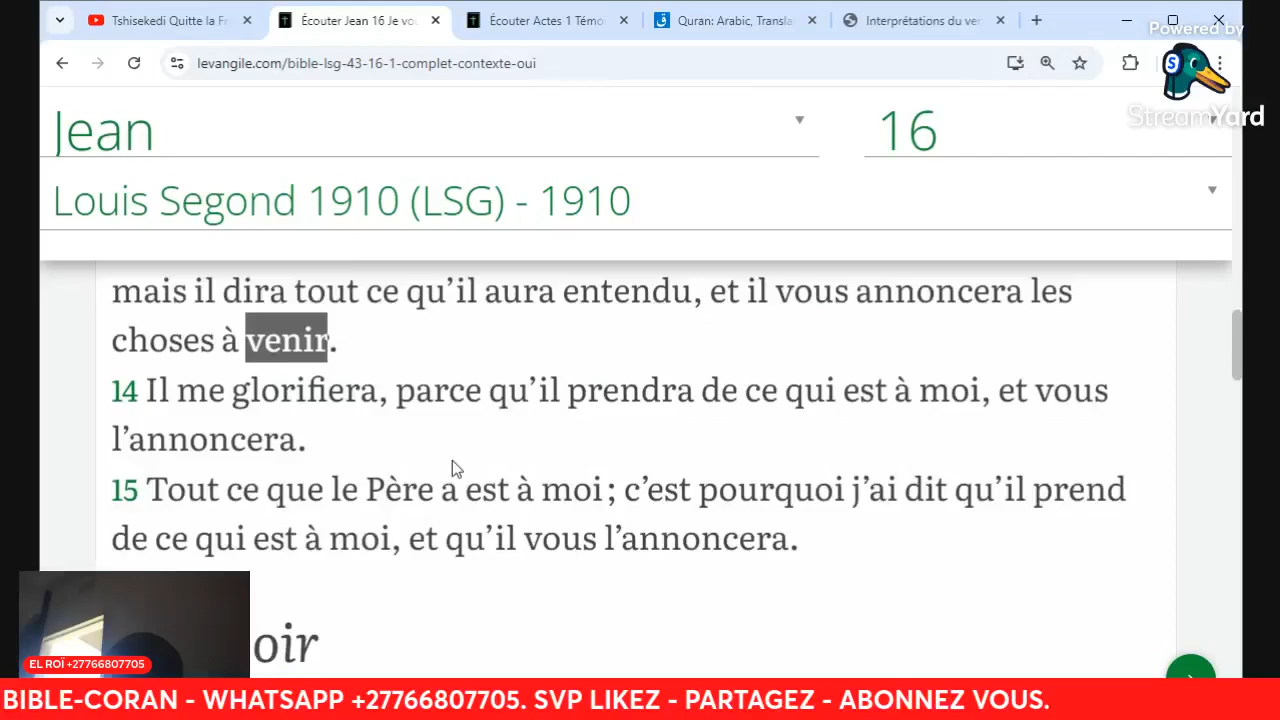 Tshisekedi Quitte la Fr
Écouter Jean 16 Je vou
Écouter Actes 1 Témo
Quran: Arabic, Transla
Interprétations du ver
Powered by
levangile.com/bible-lsg-43-16-1-complet-contexte-oui
S
StreamYard
Jean
16
Louis Segond 1910 (LSG) - 1910
mais il dira tout ce qu’il aura entendu, et il vous annoncera les
choses à venir.
14 Il me glorifiera, parce qu’il prendra de ce qui est à moi, et vous
l’annoncera.
15 Tout ce que le Père a est à moi ; c’est pourquoi j’ai dit qu’il prend
de ce qui est à moi, et qu’il vous l’annoncera.
oir
EL ROÏ +27766807705
BIBLE-CORAN - WHATSAPP +27766807705. SVP LIKEZ - PARTAGEZ - ABONNEZ VOUS.